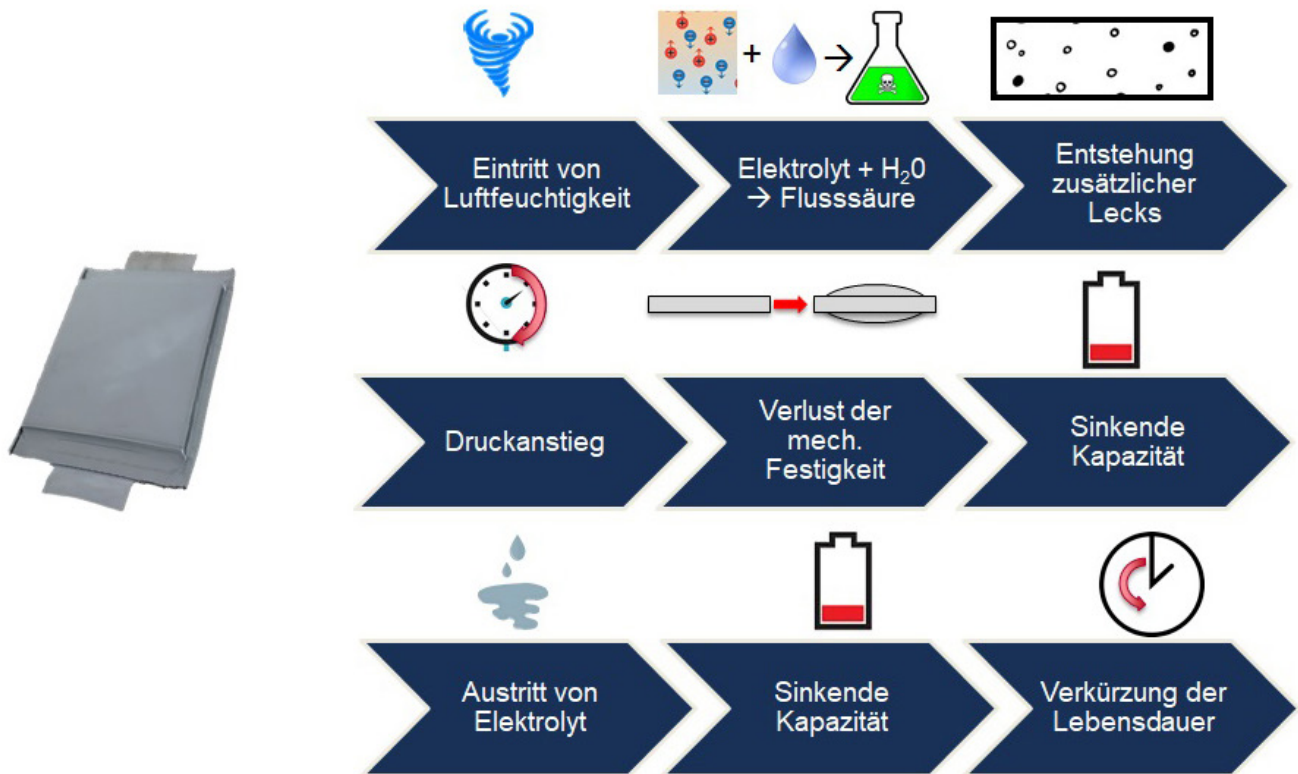 + →
Eintritt von
Luftfeuchtigkeit
Elektrolyt + H₂0
→ Flusssäure
Entstehung
zusätzlicher
Lecks
Druckanstieg
Verlust der
mech.
Festigkeit
Sinkende
Kapazität
Austritt von
Elektrolyt
Sinkende
Kapazität
Verkürzung der
Lebensdauer